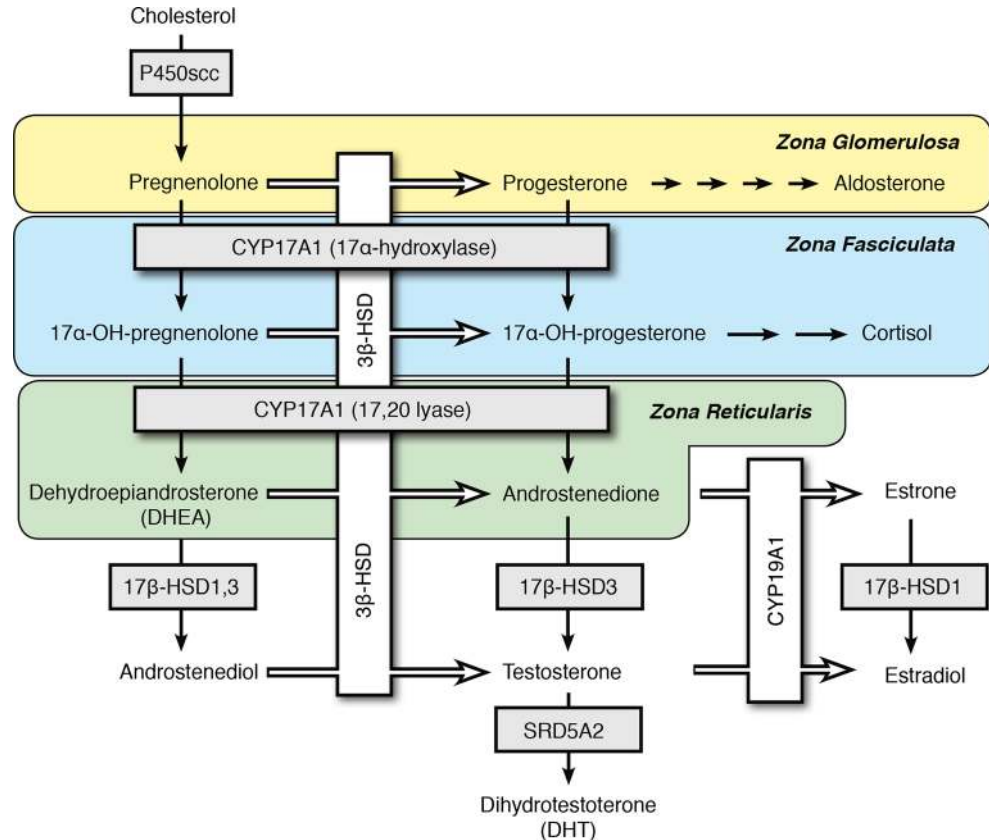 Cholesterol
P450scc
Zona Glomerulosa
Pregnenolone
Progesterone
Aldosterone
CYP17A1 (17α-hydroxylase)
Zona Fasciculata
3β-HSD
17α-OH-pregnenolone
17α-OH-progesterone
Cortisol
CYP17A1 (17,20 lyase)
Zona Reticularis
Dehydroepiandrosterone
(DHEA)
Androstenedione
Estrone
3β-HSD
CYP19A1
17β-HSD1,3
17β-HSD3
17β-HSD1
Androstenediol
Testosterone
Estradiol
SRD5A2
Dihydrotestoterone
(DHT)